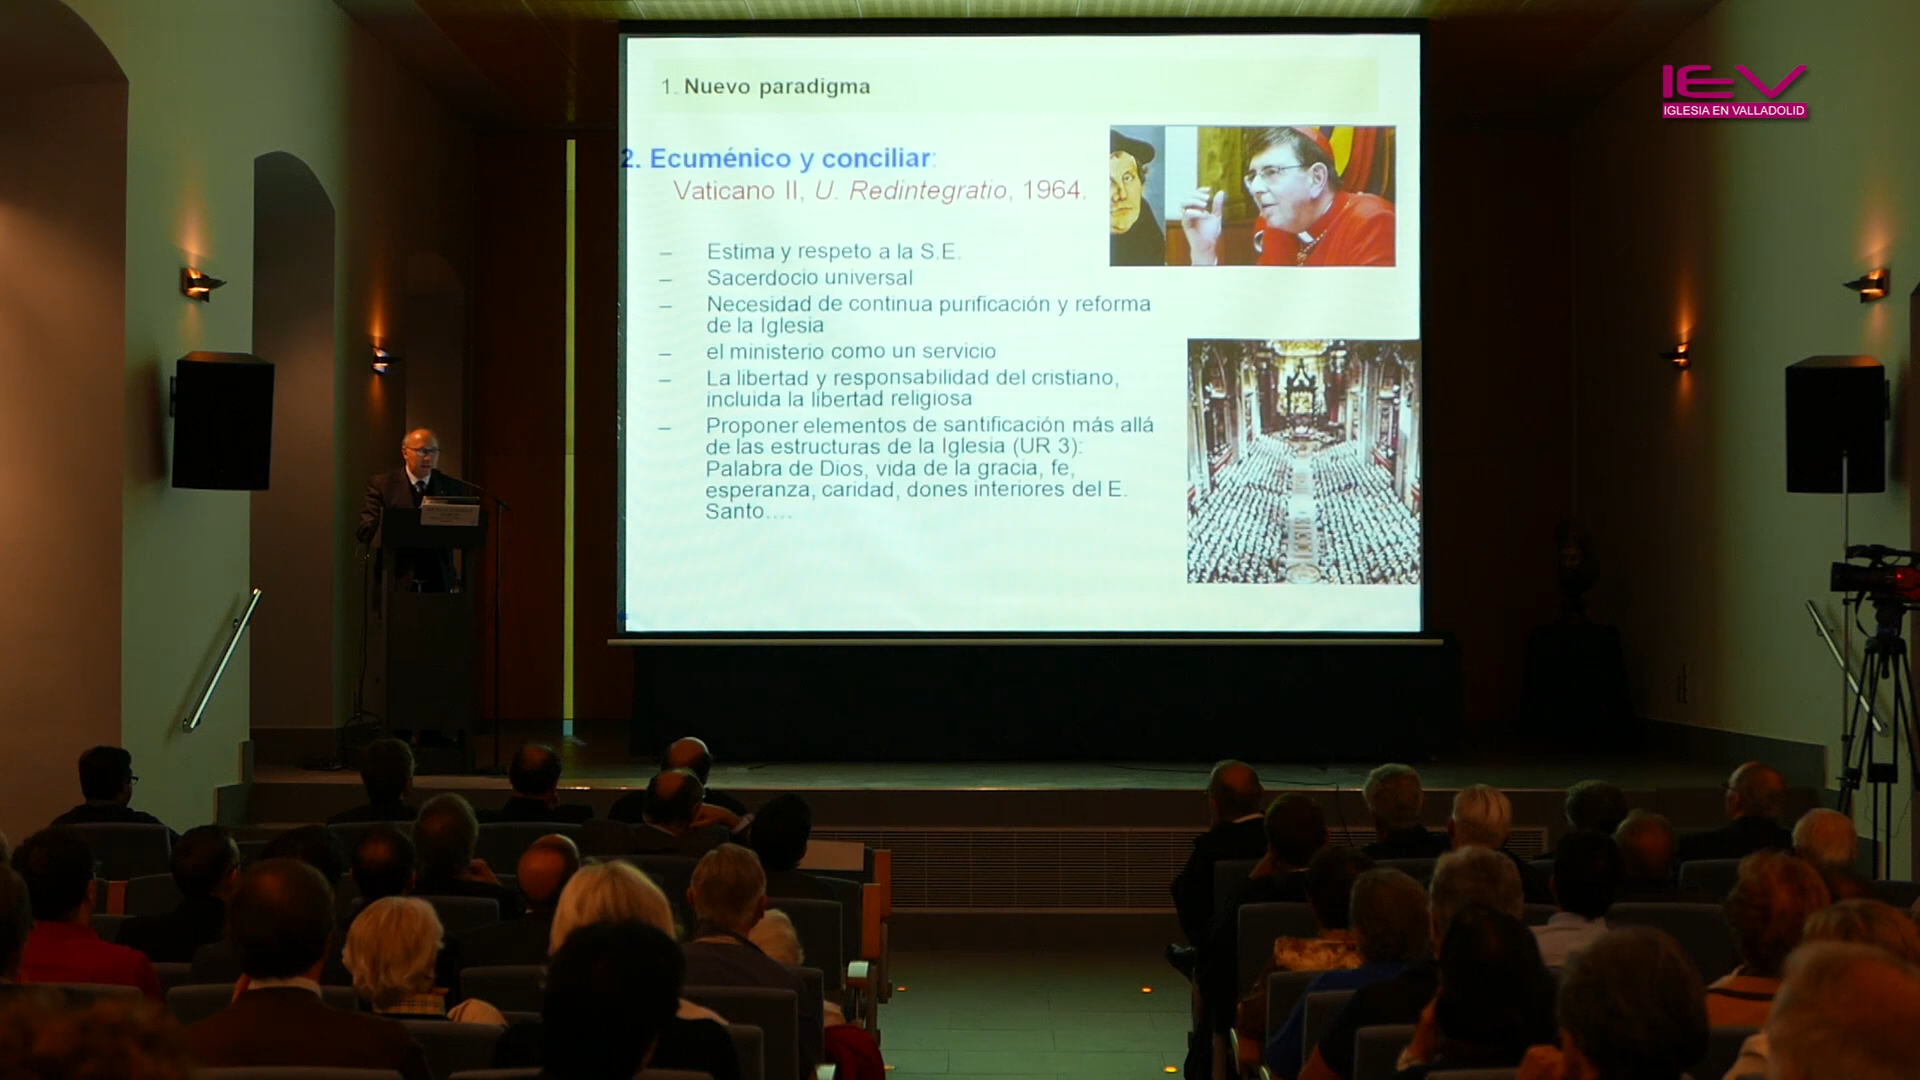 IEV
IGLESIA EN VALLADOLID
1. Nuevo paradigma
2. Ecuménico y conciliar:
Vaticano II, U. Redintegratio, 1964.
– Estima y respeto a la S.E.
– Sacerdocio universal
– Necesidad de continua purificación y reforma
de la Iglesia
– el ministerio como un servicio
– La libertad y responsabilidad del cristiano,
incluida la libertad religiosa
– Proponer elementos de santificación más allá
de las estructuras de la Iglesia (UR 3):
Palabra de Dios, vida de la gracia, fe,
esperanza, caridad, dones interiores del E.
Santo....